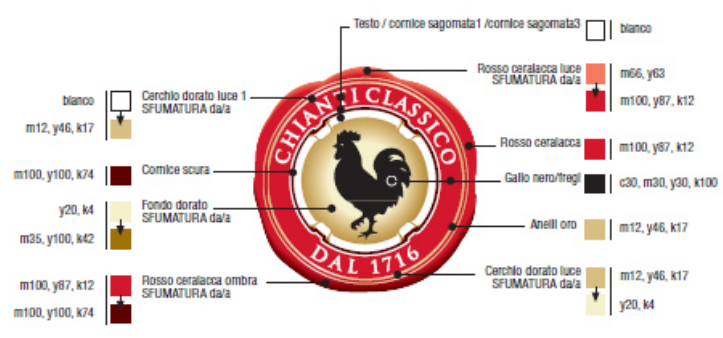 Testo / cornice sagomata1 /cornice sagomata3
bianco
Rosso ceralacca luce
SFUMATURA da/a
m66, y63
m100, y87, k12
Rosso ceralacca
m100, y87, k12
Gallo nero/fregi
c30, m30, y30, k100
Anelli oro
m12, y46, k17
Cerchio dorato luce
SFUMATURA da/a
m12, y46, k17
y20, k4
bianco
m12, y46, k17
Cerchio dorato luce 1
SFUMATURA da/a
m100, y100, k74
Cornice scura
y20, k4
m35, y100, k42
Fondo dorato
SFUMATURA da/a
m100, y87, k12
m100, y100, k74
Rosso ceralacca ombra
SFUMATURA da/a
CHIANTI CLASSICO
DAL 1716